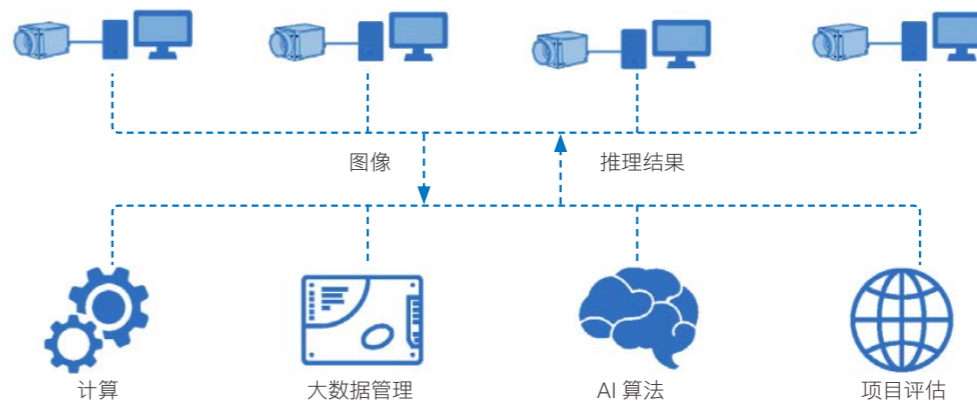 图像
推理结果
计算
大数据管理
AI 算法
项目评估